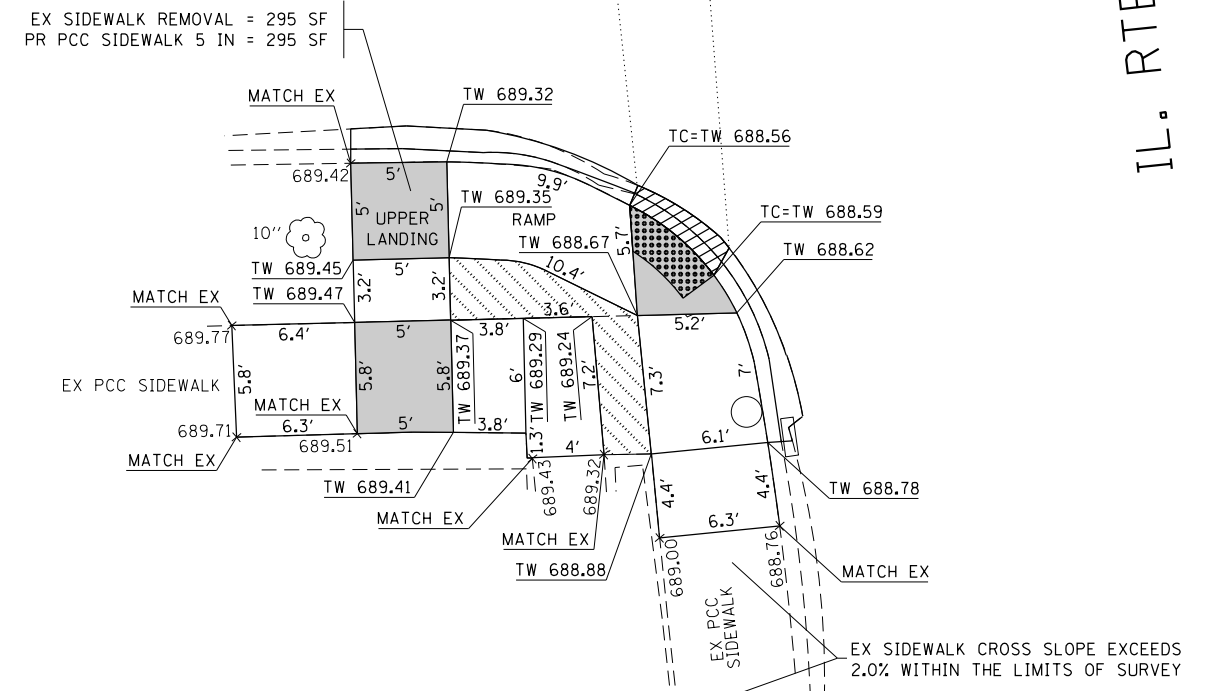 EX SIDEWALK REMOVAL = 295 SF
PR PCC SIDEWALK 5 IN = 295 SF
IL. RTE
MATCH EX
TW 689.32
TC=TW 688.56
689.42
5'
9.9'
TW 689.35
5'
5'
UPPER
LANDING
RAMP
TC=TW 688.59
10"
TW 688.67
5.7'
TW 688.62
TW 689.45
5'
10.4'
3.2'
3.2'
TW 689.47
MATCH EX
3.6'
689.77
6.4'
5'
3.8'
5.2'
5.8'
EX PCC SIDEWALK
5.8'
5.8'
TW 689.37
6'
TW 689.29
TW 689.24
7.2'
7.3'
7'
MATCH EX
689.71
6.3'
5'
3.8'
689.51
1.3'
4'
6.1'
MATCH EX
TW 689.41
689.43
689.32
4.4'
4.4'
TW 688.78
MATCH EX
6.3'
MATCH EX
TW 688.88
689.00
688.76
MATCH EX
EX PCC
SIDEWALK
EX SIDEWALK CROSS SLOPE EXCEEDS
2.0% WITHIN THE LIMITS OF SURVEY